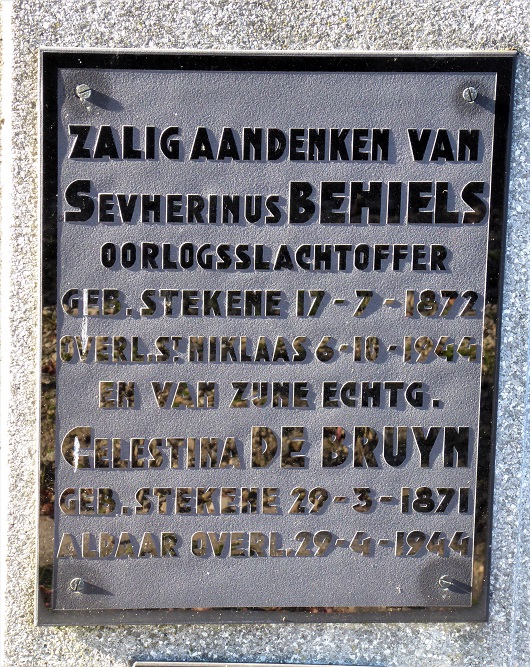 ZALIG AANDENKEN VAN
SEVHERINUS BEHIELS
OORLOGSSLACHTOFFER
GEB. STEKENE 17-7-1872
OVERL. ST NIKLAAS 6-10-1944
EN VAN ZIJNE ECHTG.
CELESTINA DE BRUYN
GEB. STEKENE 29-3-1871
ALDAAR OVERL. 29-4-1944